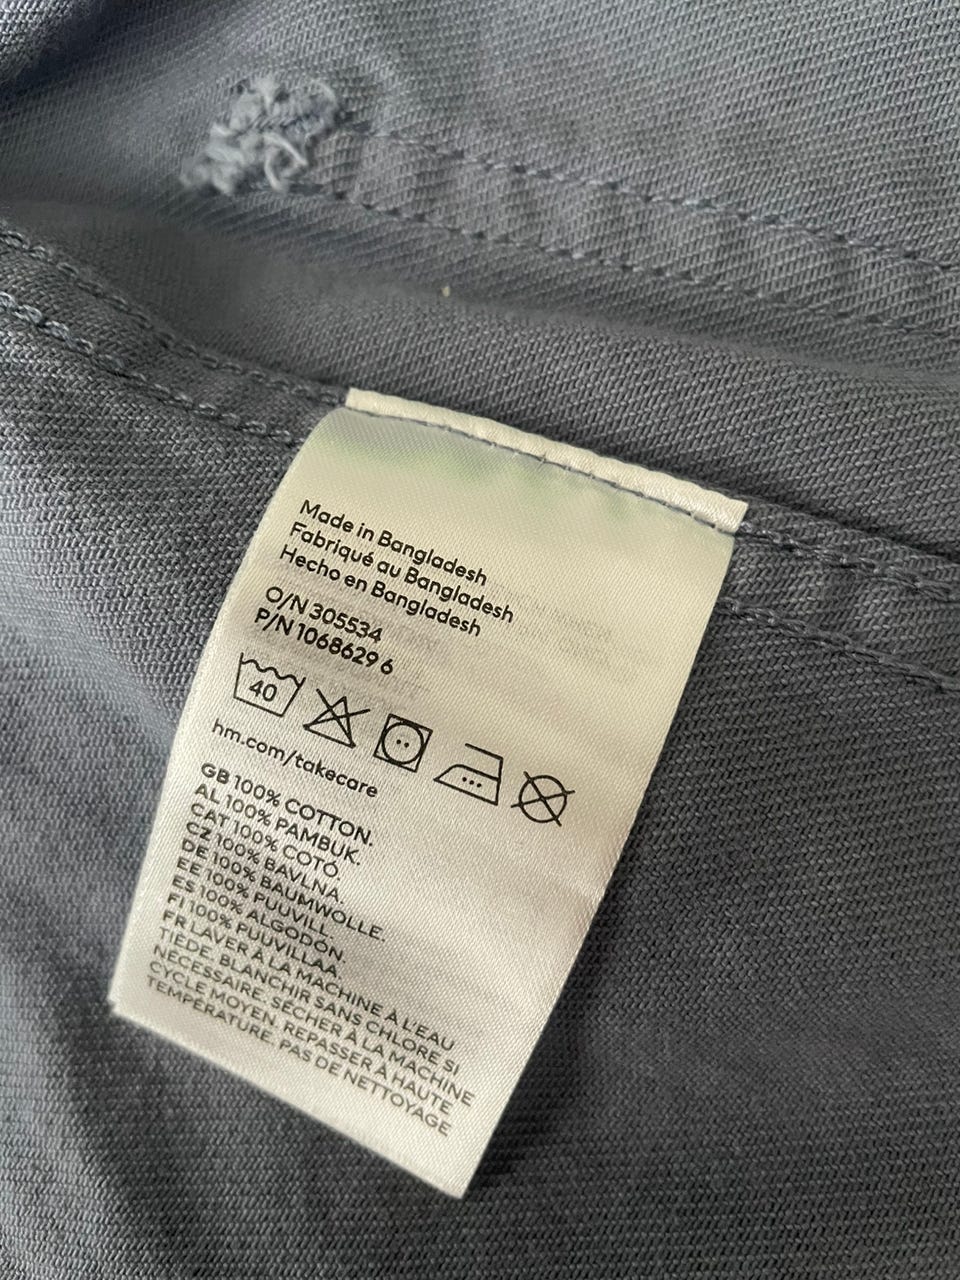 Made in Bangladesh
Fabriqué au Bangladesh
Hecho en Bangladesh
O/N 305534
P/N 1068629 6
40
hm.com/takecare
GB 100% COTTON.
AL 100% PAMBUK.
CAT 100% COTÓ.
CZ 100% BAVLNA.
DE 100% BAUMWOLLE.
EE 100% PUUVILL.
ES 100% ALGODÓN.
FI 100% PUUVILLAA.
FR LAVER À LA MACHINE À L'EAU
TIÈDE. BLANCHIR SANS CHLORE SI
NÉCESSAIRE. SÉCHER À LA MACHINE
CYCLE MOYEN. REPASSER À HAUTE
TEMPÉRATURE. PAS DE NETTOYAGE